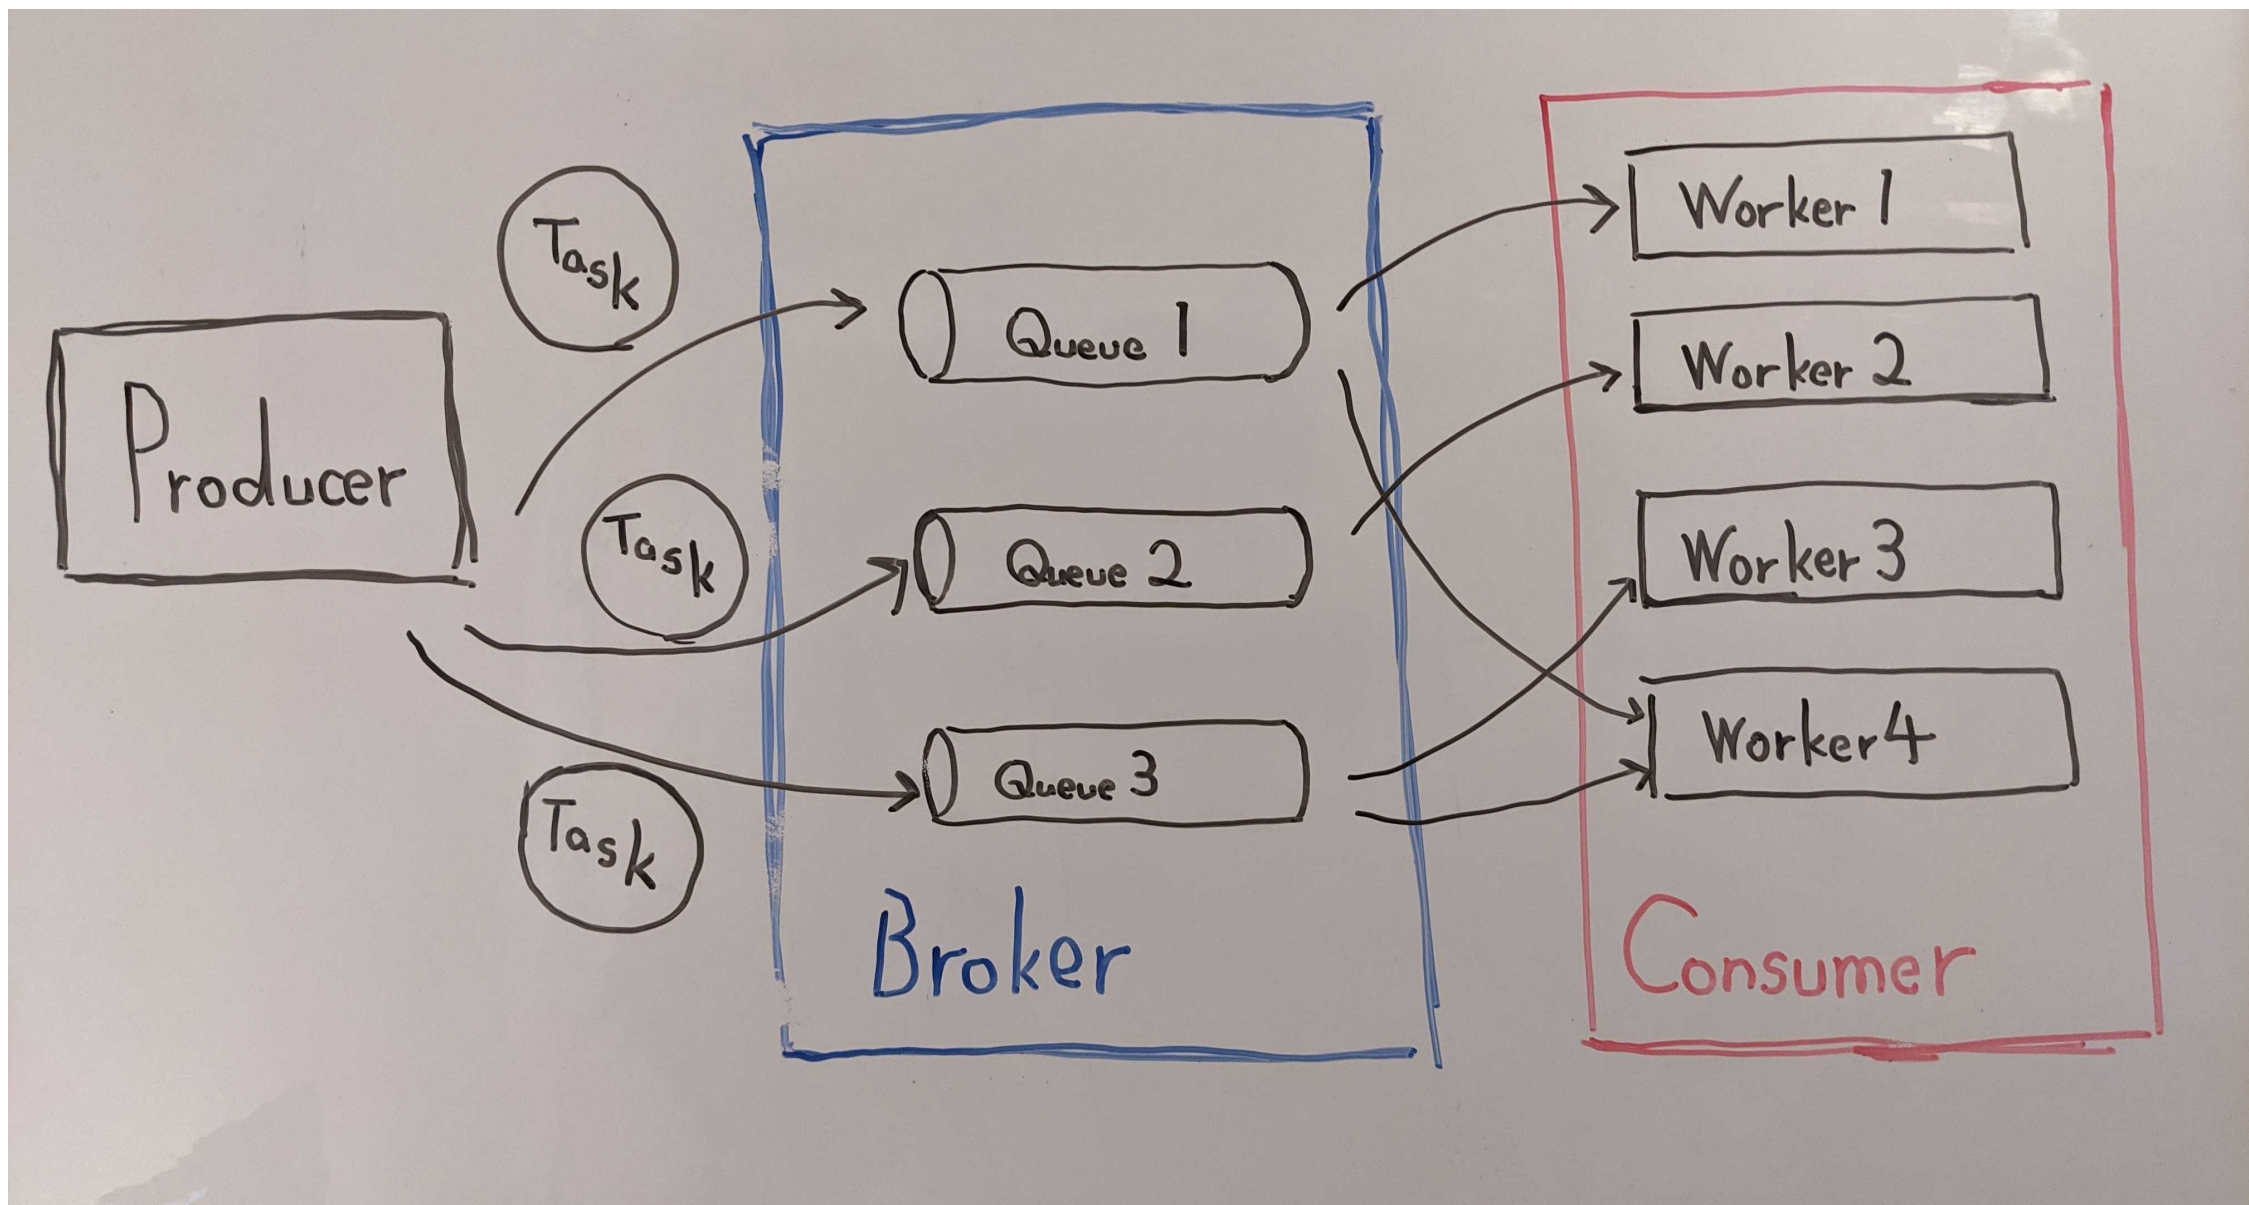 Producer
Task
Task
Task
Queue 1
Queue 2
Queue 3
Broker
Worker 1
Worker 2
Worker 3
Worker 4
Consumer